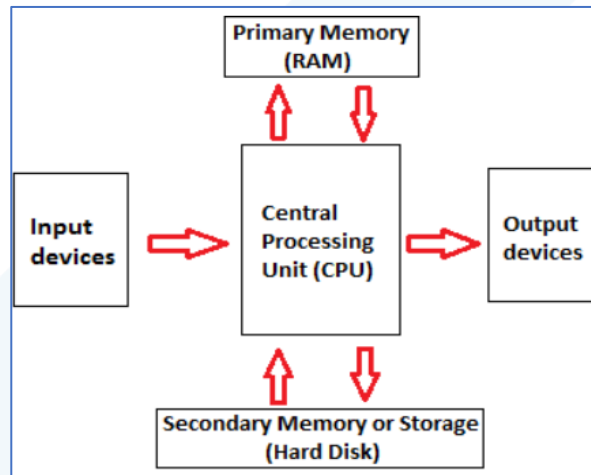 Primary Memory
(RAM)
Input
devices
Central
Processing
Unit (CPU)
Output
devices
Secondary Memory or Storage
(Hard Disk)